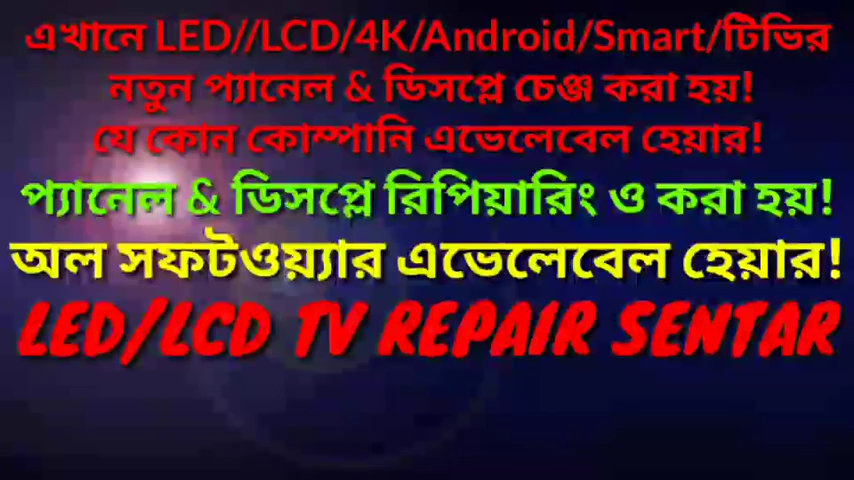 এখানে LED//LCD/4K/Android/Smart/টিভির
নতুন প্যানেল & ডিসপ্লে চেঞ্জ করা হয়!
যে কোন কোম্পানি এভেলেবেল হেয়ার!
প্যানেল & ডিসপ্লে রিপিয়ারিং ও করা হয়!
অল সফটওয়্যার এভেলেবেল হেয়ার!
LED/LCD TV REPAIR SENTAR